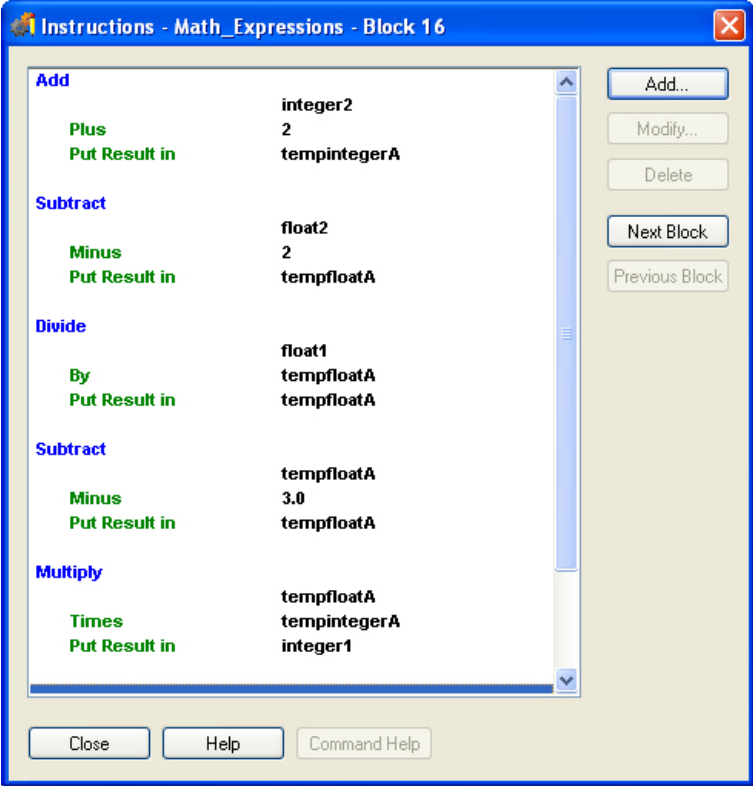 Instructions - Math_Expressions - Block 16
Add
integer2
Plus 2
Put Result in tempintegerA
Subtract
float2
Minus 2
Put Result in tempfloatA
Divide
float1
By tempfloatA
Put Result in tempfloatA
Subtract
tempfloatA
Minus 3.0
Put Result in tempfloatA
Multiply
tempfloatA
Times tempintegerA
Put Result in integer1
Add...
Modify...
Delete
Next Block
Previous Block
Close Help Command Help